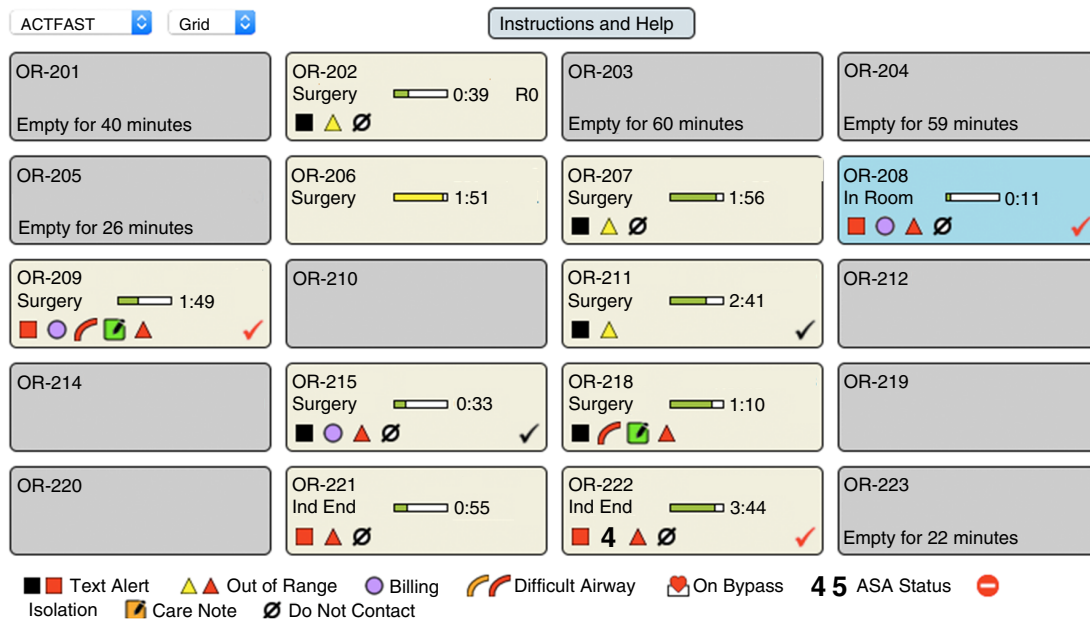 ACTFAST Grid Instructions and Help
OR-201
Empty for 40 minutes
OR-202
Surgery 0:39 R0
OR-203
Empty for 60 minutes
OR-204
Empty for 59 minutes
OR-205
Empty for 26 minutes
OR-206
Surgery 1:51
OR-207
Surgery 1:56
OR-208
In Room 0:11
OR-209
Surgery 1:49
OR-210
OR-211
Surgery 2:41
OR-212
OR-214
OR-215
Surgery 0:33
OR-218
Surgery 1:10
OR-219
OR-220
OR-221
Ind End 0:55
OR-222
Ind End 3:44
4
OR-223
Empty for 22 minutes
Text Alert Out of Range Billing Difficult Airway On Bypass 4 5 ASA Status
Isolation Care Note Do Not Contact